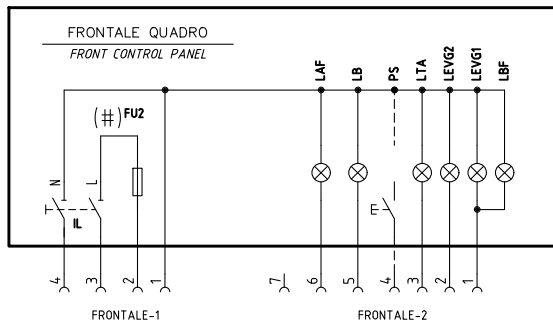 FRONTALE QUADRO
FRONT CONTROL PANEL
LAF LB PS LTA LEVG2 LEVG1 LBF
(#) FU2
N L
IL
4 3 2 1 7 6 5 4 3 2 1
FRONTALE-1 FRONTALE-2